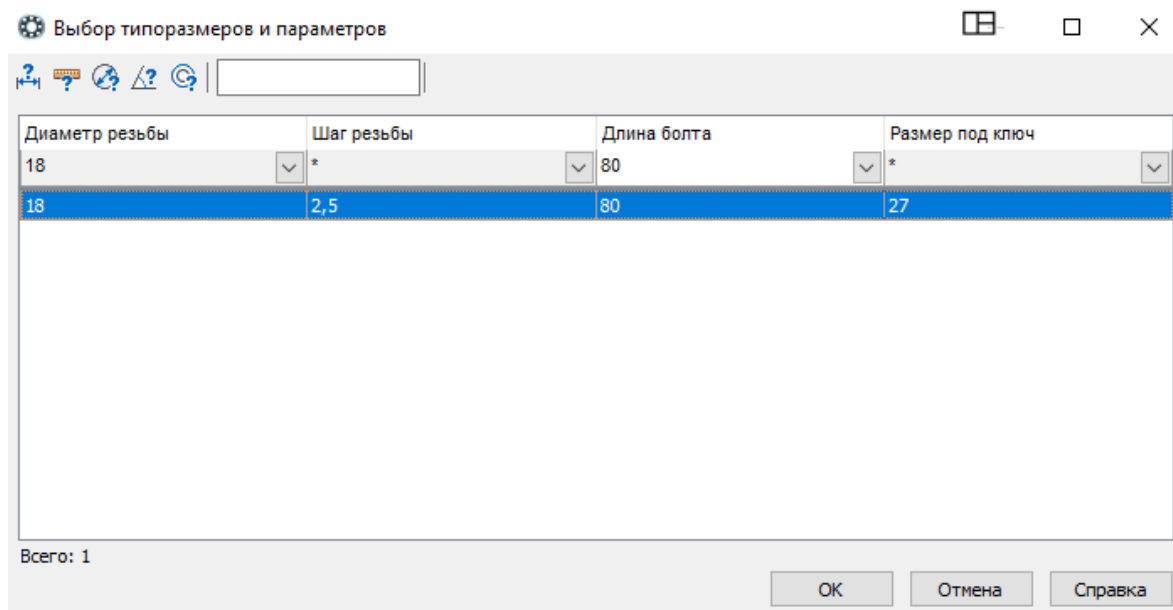 Выбор типоразмеров и параметров
Диаметр резьбы Шаг резьбы Длина болта Размер под ключ
18 * 80 *
18 2,5 80 27
Всего: 1
OK Отмена Справка